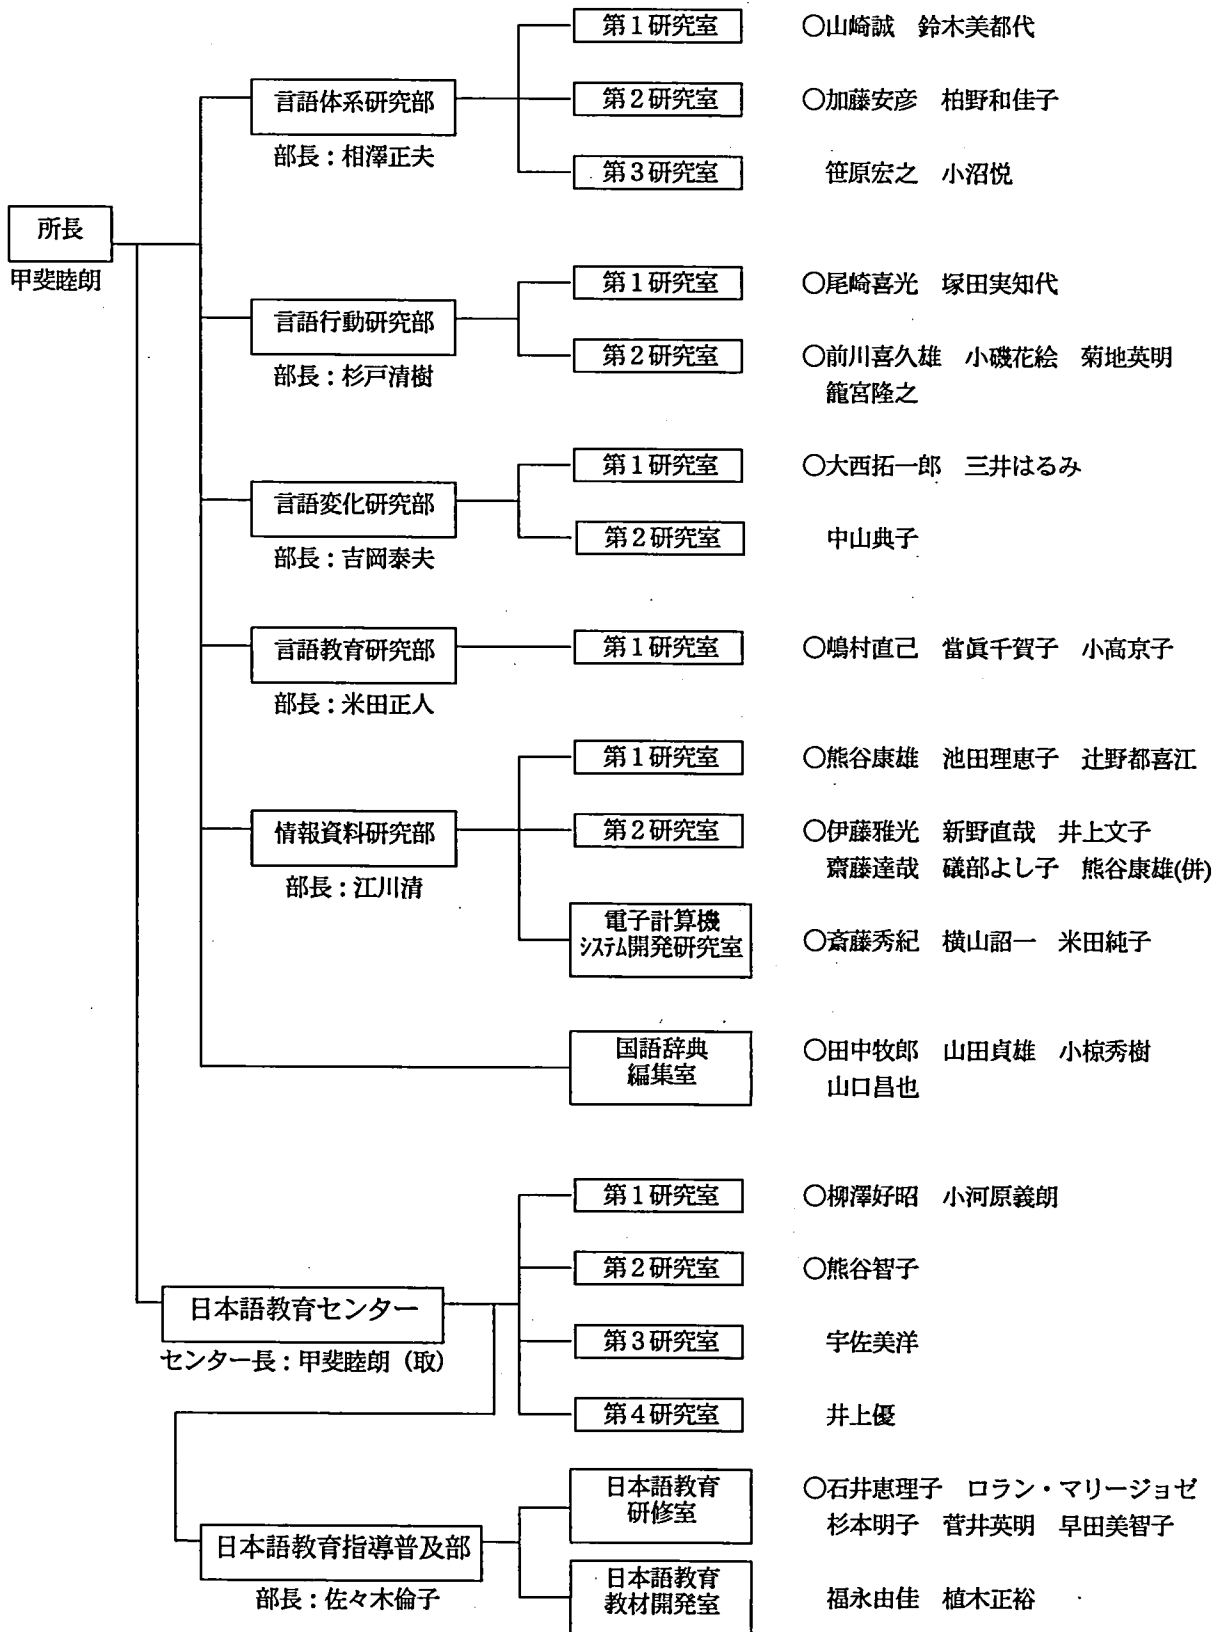 第1研究室 ○山崎誠 鈴木美都代
言語体系研究部
部長：相澤正夫
第2研究室 ○加藤安彦 柏野和佳子
第3研究室 笹原宏之 小沼悦
所長
甲斐睦朗
第1研究室 ○尾崎喜光 塚田実知代
言語行動研究部
部長：杉戸清樹
第2研究室 ○前川喜久雄 小磯花絵 菊地英明
籠宮隆之
第1研究室 ○大西拓一郎 三井はるみ
言語変化研究部
部長：吉岡泰夫
第2研究室 中山典子
言語教育研究部
部長：米田正人
第1研究室 ○嶋村直己 當眞千賀子 小高京子
第1研究室 ○熊谷康雄 池田理恵子 辻野都喜江
情報資料研究部
部長：江川清
第2研究室 ○伊藤雅光 新野直哉 井上文子
齋藤達哉 礒部よし子 熊谷康雄(併)
電子計算機
システム開発研究室 ○斎藤秀紀 横山詔一 米田純子
国語辞典
編集室
○田中牧郎 山田貞雄 小椋秀樹
山口昌也
第1研究室 ○柳澤好昭 小河原義朗
第2研究室 ○熊谷智子
日本語教育センター
センター長：甲斐睦朗（取）
第3研究室 宇佐美洋
第4研究室 井上優
日本語教育
研修室
○石井恵理子 ロラン・マリージョゼ
杉本明子 菅井英明 早田美智子
日本語教育指導普及部
部長：佐々木倫子
日本語教育
教材開発室
福永由佳 植木正裕